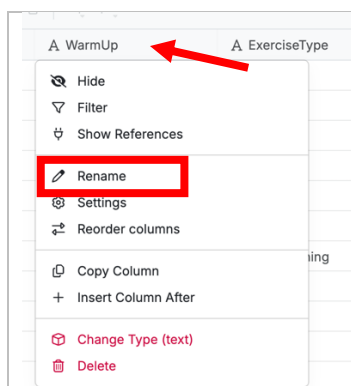 A WarmUp A ExerciseType
Hide
Filter
Show References
Rename
Settings
Reorder columns
ning
Copy Column
Insert Column After
Change Type (text)
Delete